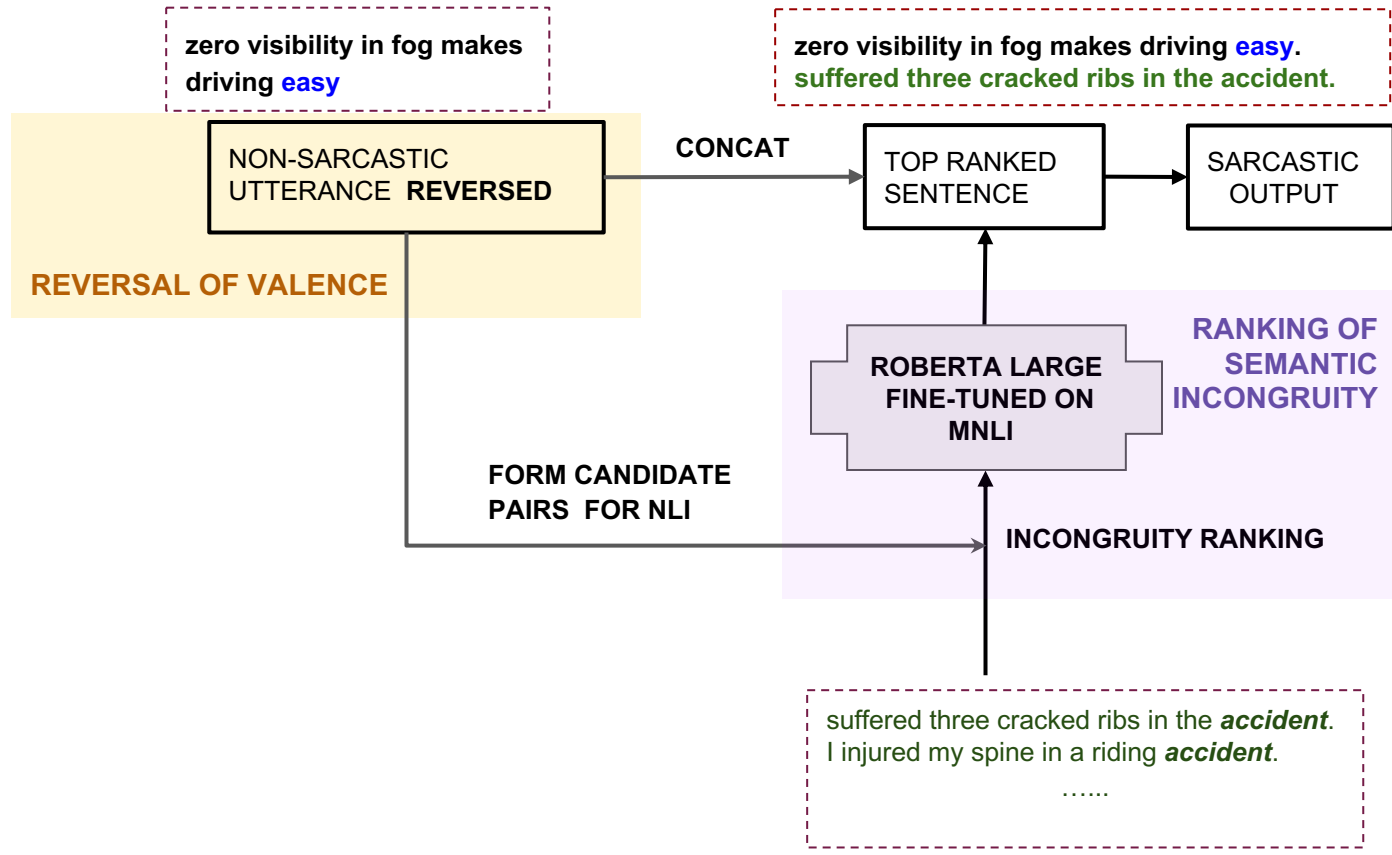 zero visibility in fog makes
driving easy
zero visibility in fog makes driving easy.
suffered three cracked ribs in the accident.
NON-SARCASTIC
UTTERANCE REVERSED
CONCAT
TOP RANKED
SENTENCE
SARCASTIC
OUTPUT
REVERSAL OF VALENCE
RANKING OF
SEMANTIC
INCONGRUITY
ROBERTA LARGE
FINE-TUNED ON
MNLI
FORM CANDIDATE
PAIRS FOR NLI
INCONGRUITY RANKING
suffered three cracked ribs in the accident.
I injured my spine in a riding accident.
…...